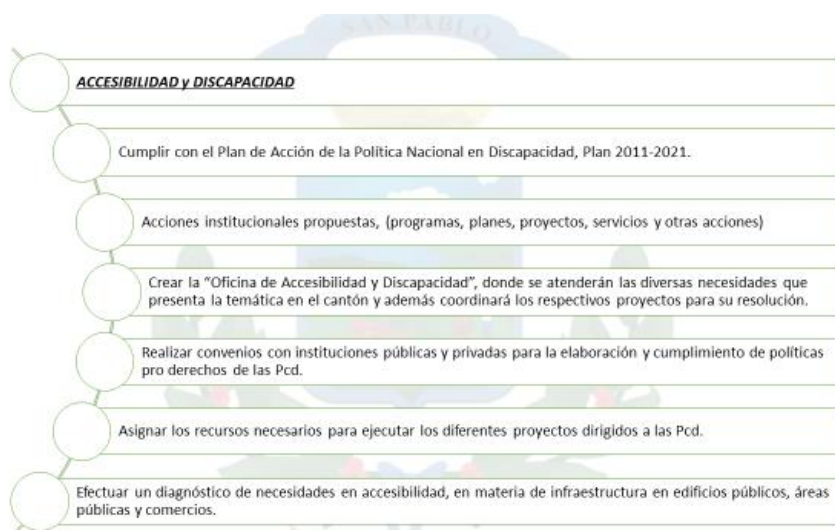 SAN PABLO
ACCESIBILIDAD y DISCAPACIDAD
Cumplir con el Plan de Acción de la Política Nacional en Discapacidad, Plan 2011-2021.
Acciones institucionales propuestas, (programas, planes, proyectos, servicios y otras acciones)
Crear la “Oficina de Accesibilidad y Discapacidad”, donde se atenderán las diversas necesidades que
presenta la temática en el cantón y además coordinará los respectivos proyectos para su resolución.
Realizar convenios con instituciones públicas y privadas para la elaboración y cumplimiento de políticas
pro derechos de las Pcd.
Asignar los recursos necesarios para ejecutar los diferentes proyectos dirigidos a las Pcd.
Efectuar un diagnóstico de necesidades en accesibilidad, en materia de infraestructura en edificios públicos, áreas
públicas y comercios.